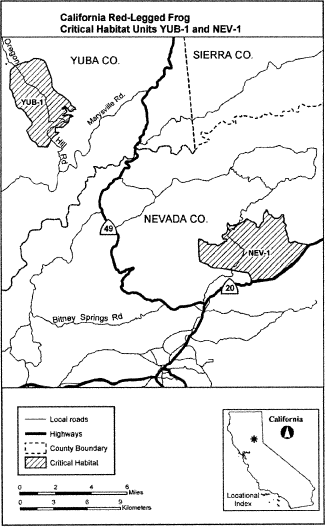 California Red-Legged Frog
Critical Habitat Units YUB-1 and NEV-1
YUBA CO.
SIERRA CO.
Oregon
YUB-1
Hill
Rd
Marysville Rd.
49
NEVADA CO.
NEV-1
20
Bitney Springs Rd
Local roads
Highways
County Boundary
Critical Habitat
0 2 4 6
Miles
0 3 6 9
Kilometers
California
Locational
Index